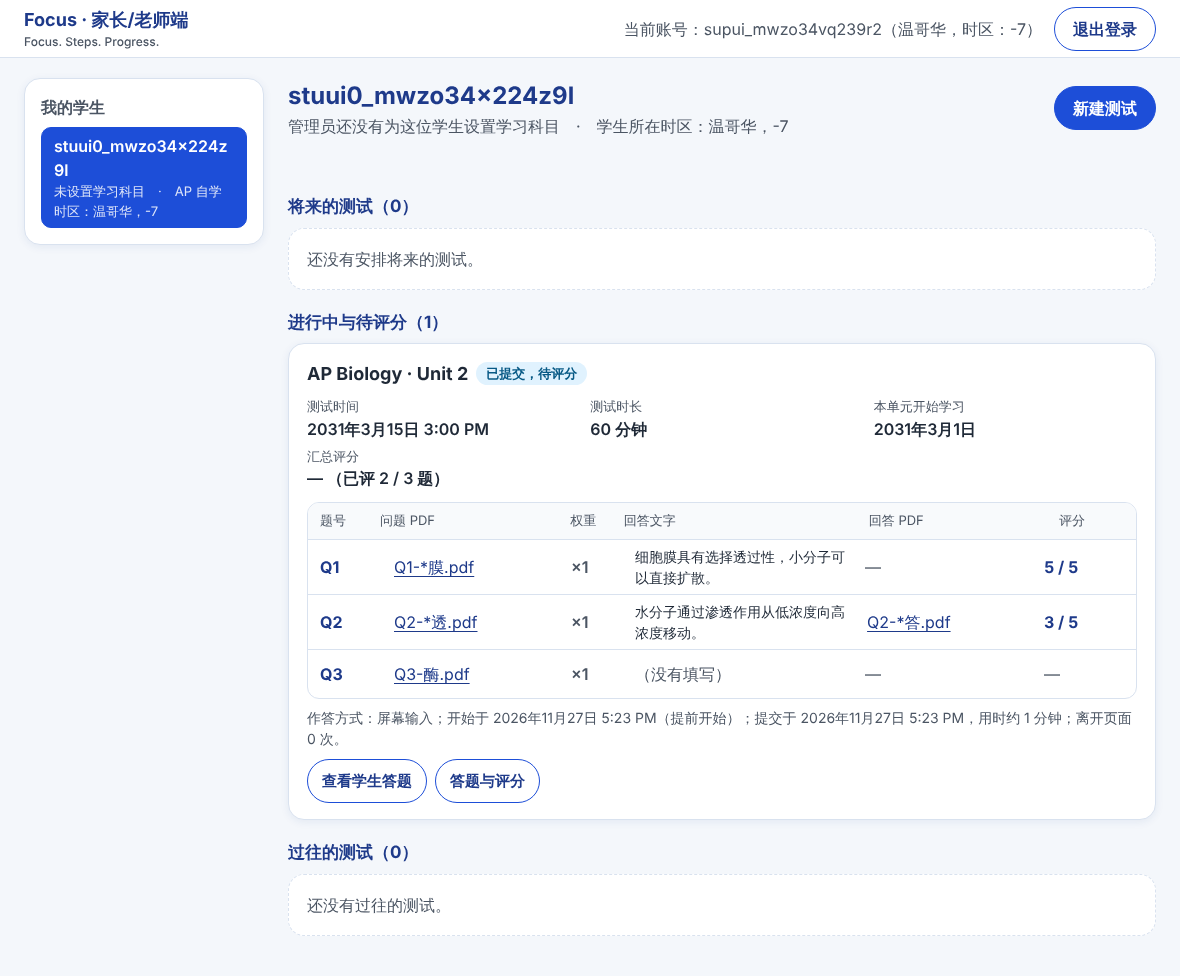 Focus · 家长/老师端
Focus. Steps. Progress.
当前账号：supui_mwzo34vq239r2（温哥华，时区：-7）
退出登录
我的学生
stuui0_mwzo34×224z
9l
未设置学习科目 · AP 自学
时区：温哥华，-7
stuui0_mwzo34×224z9l
管理员还没有为这位学生设置学习科目 · 学生所在时区：温哥华，-7
新建测试
将来的测试（0）
还没有安排将来的测试。
进行中与待评分（1）
AP Biology · Unit 2 已提交，待评分
测试时间 测试时长 本单元开始学习
2031年3月15日 3:00 PM 60 分钟 2031年3月1日
汇总评分
— （已评 2 / 3 题）
题号 问题 PDF 权重 回答文字 回答 PDF 评分
Q1 Q1-*膜.pdf ×1 细胞膜具有选择透过性，小分子可
以直接扩散。 — 5 / 5
Q2 Q2-*透.pdf ×1 水分子通过渗透作用从低浓度向高
浓度移动。 Q2-*答.pdf 3 / 5
Q3 Q3-酶.pdf ×1 （没有填写） — —
作答方式：屏幕输入；开始于 2026年11月27日 5:23 PM（提前开始）；提交于 2026年11月27日 5:23 PM，用时约 1 分钟；离开页面
0 次。
查看学生答题 答题与评分
过往的测试（0）
还没有过往的测试。